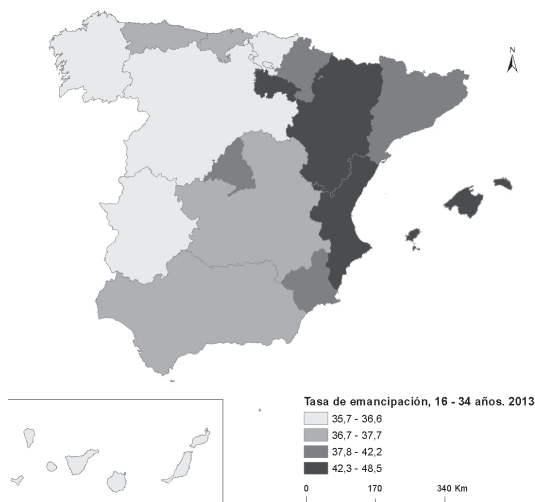 N
Tasa de emancipación, 16 - 34 años. 2013
35,7 - 36,6
36,7 - 37,7
37,8 - 42,2
42,3 - 48,5
0 170 340 Km